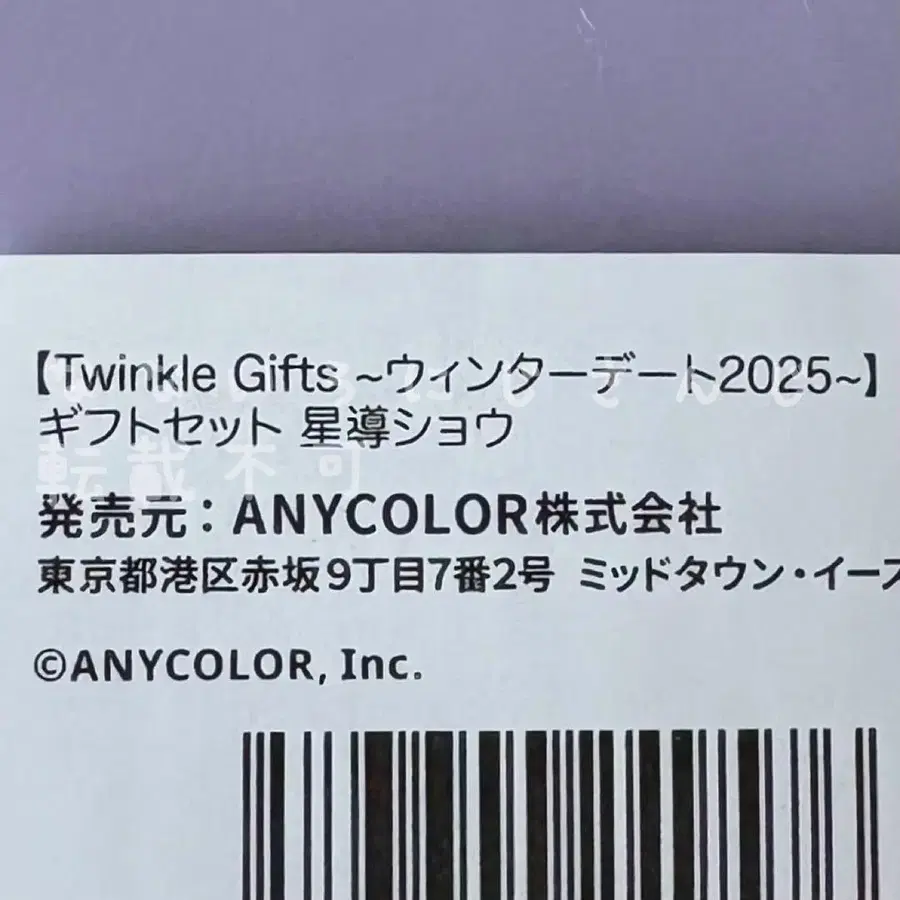 【Twinkle Gifts ~ウィンターデート2025~】
ギフトセット 星導ショウ
転載不可
発売元：ANYCOLOR株式会社
東京都港区赤坂9丁目7番2号 ミッドタウン・イース
©ANYCOLOR, Inc.